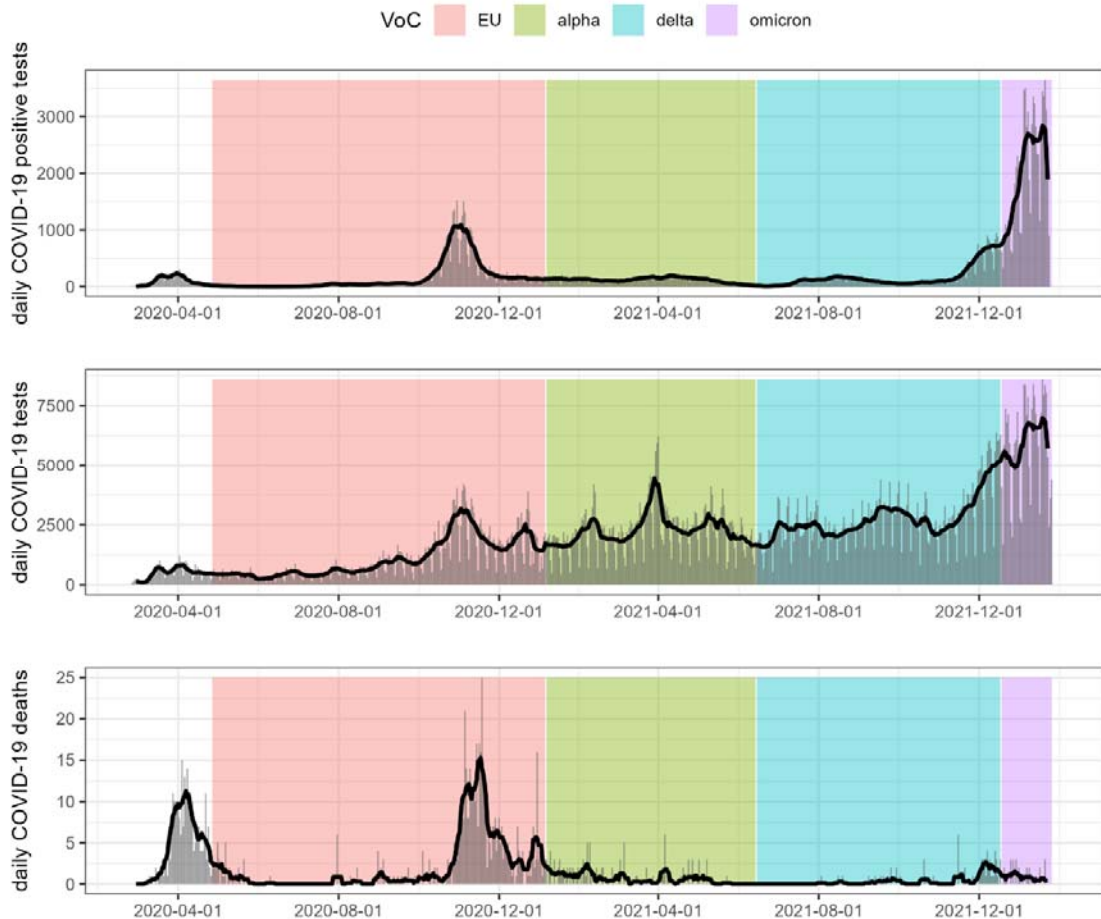 VoC EU alpha delta omicron
daily COVID-19 positive tests
3000
2000
1000
0
2020-04-01 2020-08-01 2020-12-01 2021-04-01 2021-08-01 2021-12-01
daily COVID-19 tests
7500
5000
2500
0
2020-04-01 2020-08-01 2020-12-01 2021-04-01 2021-08-01 2021-12-01
daily COVID-19 deaths
25
20
15
10
5
0
2020-04-01 2020-08-01 2020-12-01 2021-04-01 2021-08-01 2021-12-01